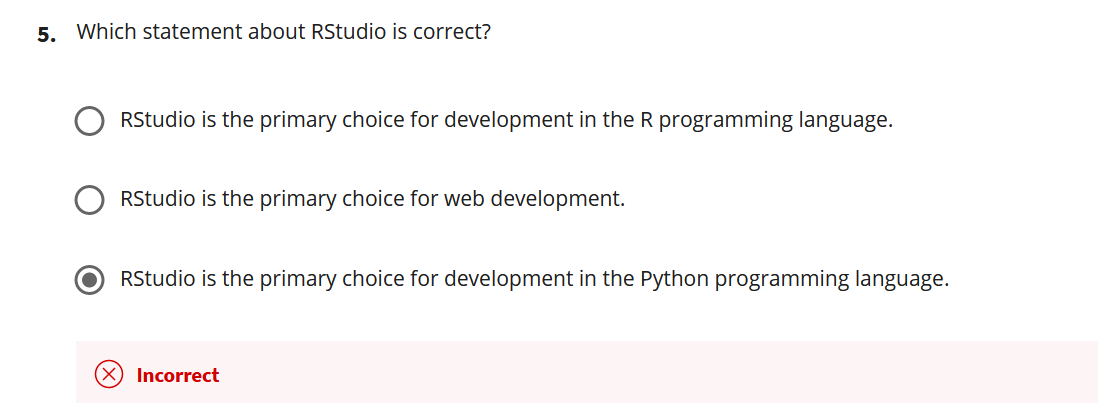 5. Which statement about RStudio is correct?
RStudio is the primary choice for development in the R programming language.
RStudio is the primary choice for web development.
RStudio is the primary choice for development in the Python programming language.
Incorrect